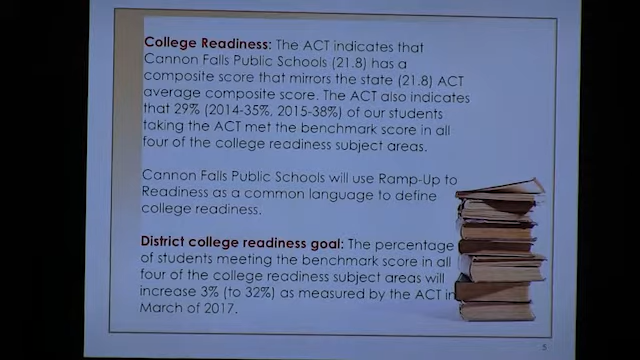 College Readiness: The ACT indicates that
Cannon Falls Public Schools (21.8) has a
composite score that mirrors the state (21.8) ACT
average composite score. The ACT also indicates
that 29% (2014-35%, 2015-38%) of our students
taking the ACT met the benchmark score in all
four of the college readiness subject areas.
Cannon Falls Public Schools will use Ramp-Up to
Readiness as a common language to define
college readiness.
District college readiness goal: The percentage
of students meeting the benchmark score in all
four of the college readiness subject areas will
increase 3% (to 32%) as measured by the ACT in
March of 2017.
5